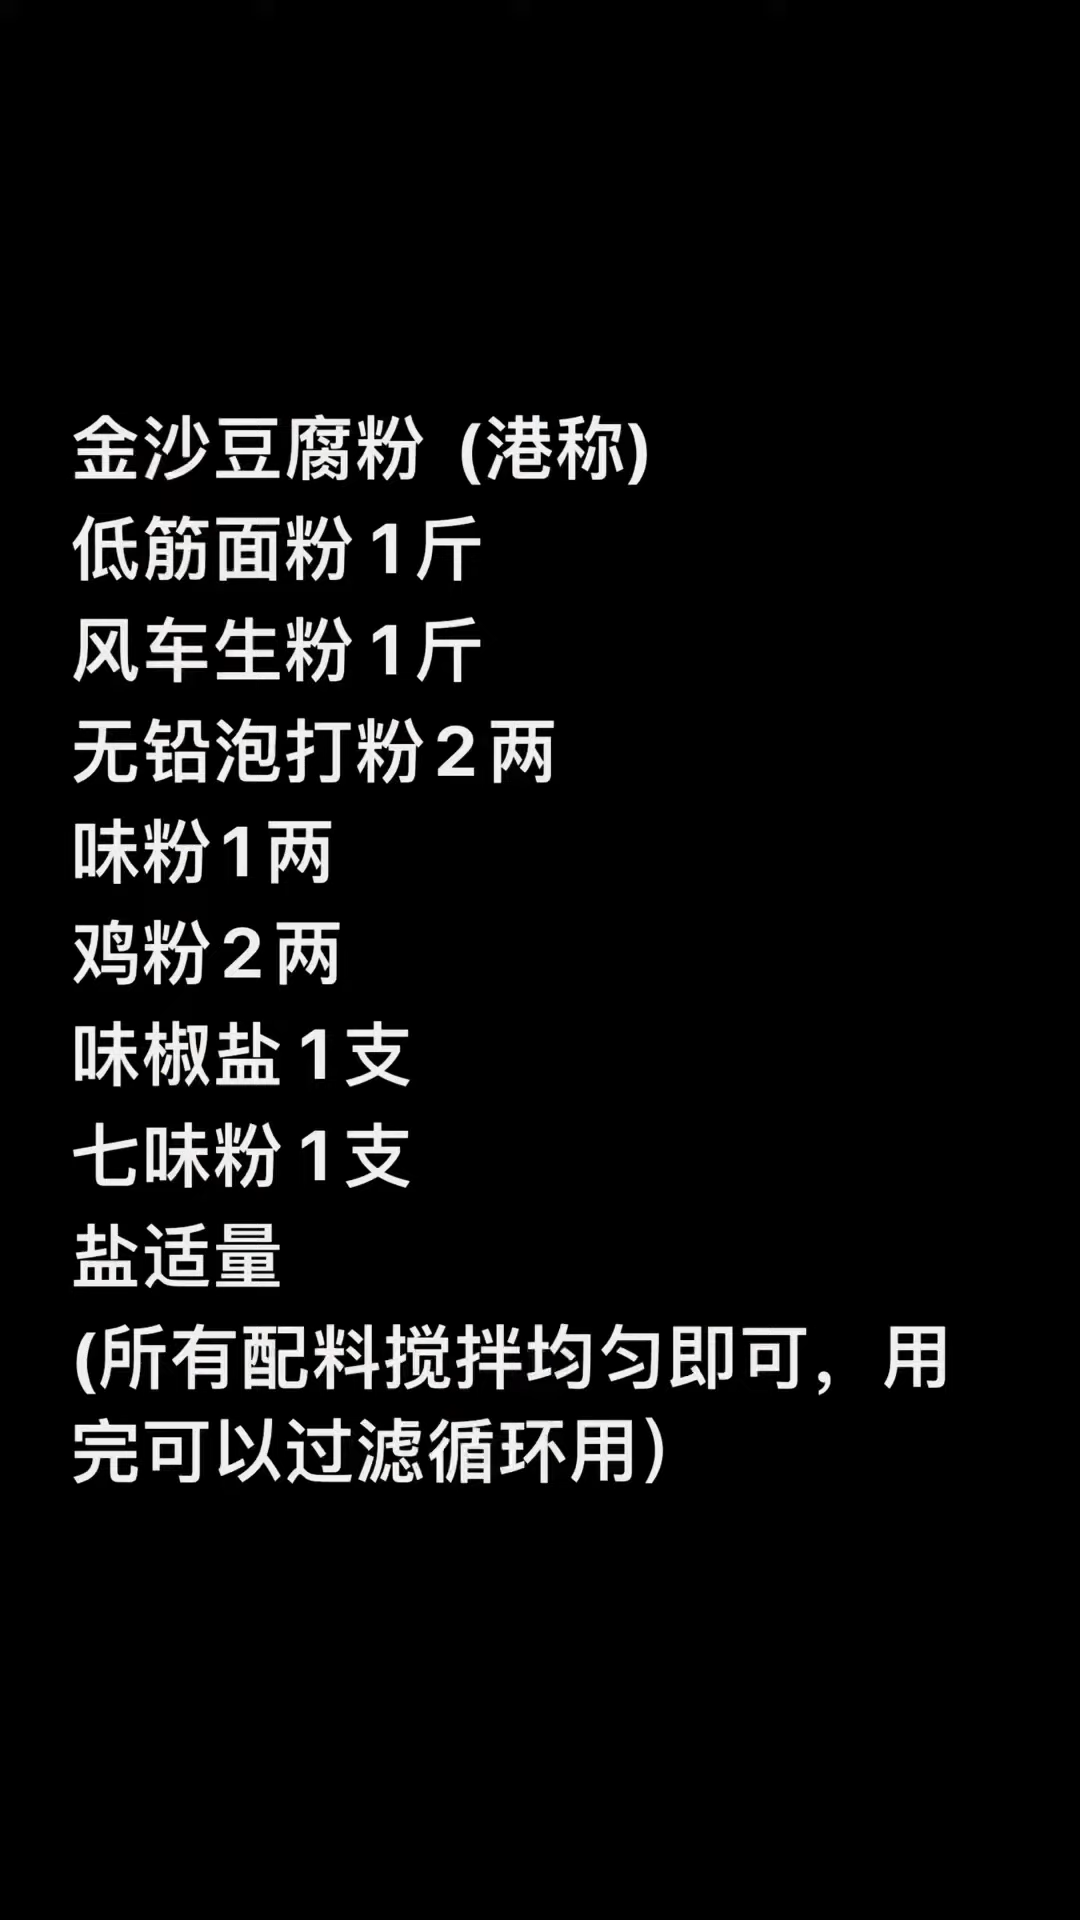 金沙豆腐粉 (港称)
低筋面粉1斤
风车生粉1斤
无铅泡打粉2两
味粉1两
鸡粉2两
味椒盐1支
七味粉1支
盐适量
(所有配料搅拌均匀即可，用
完可以过滤循环用）